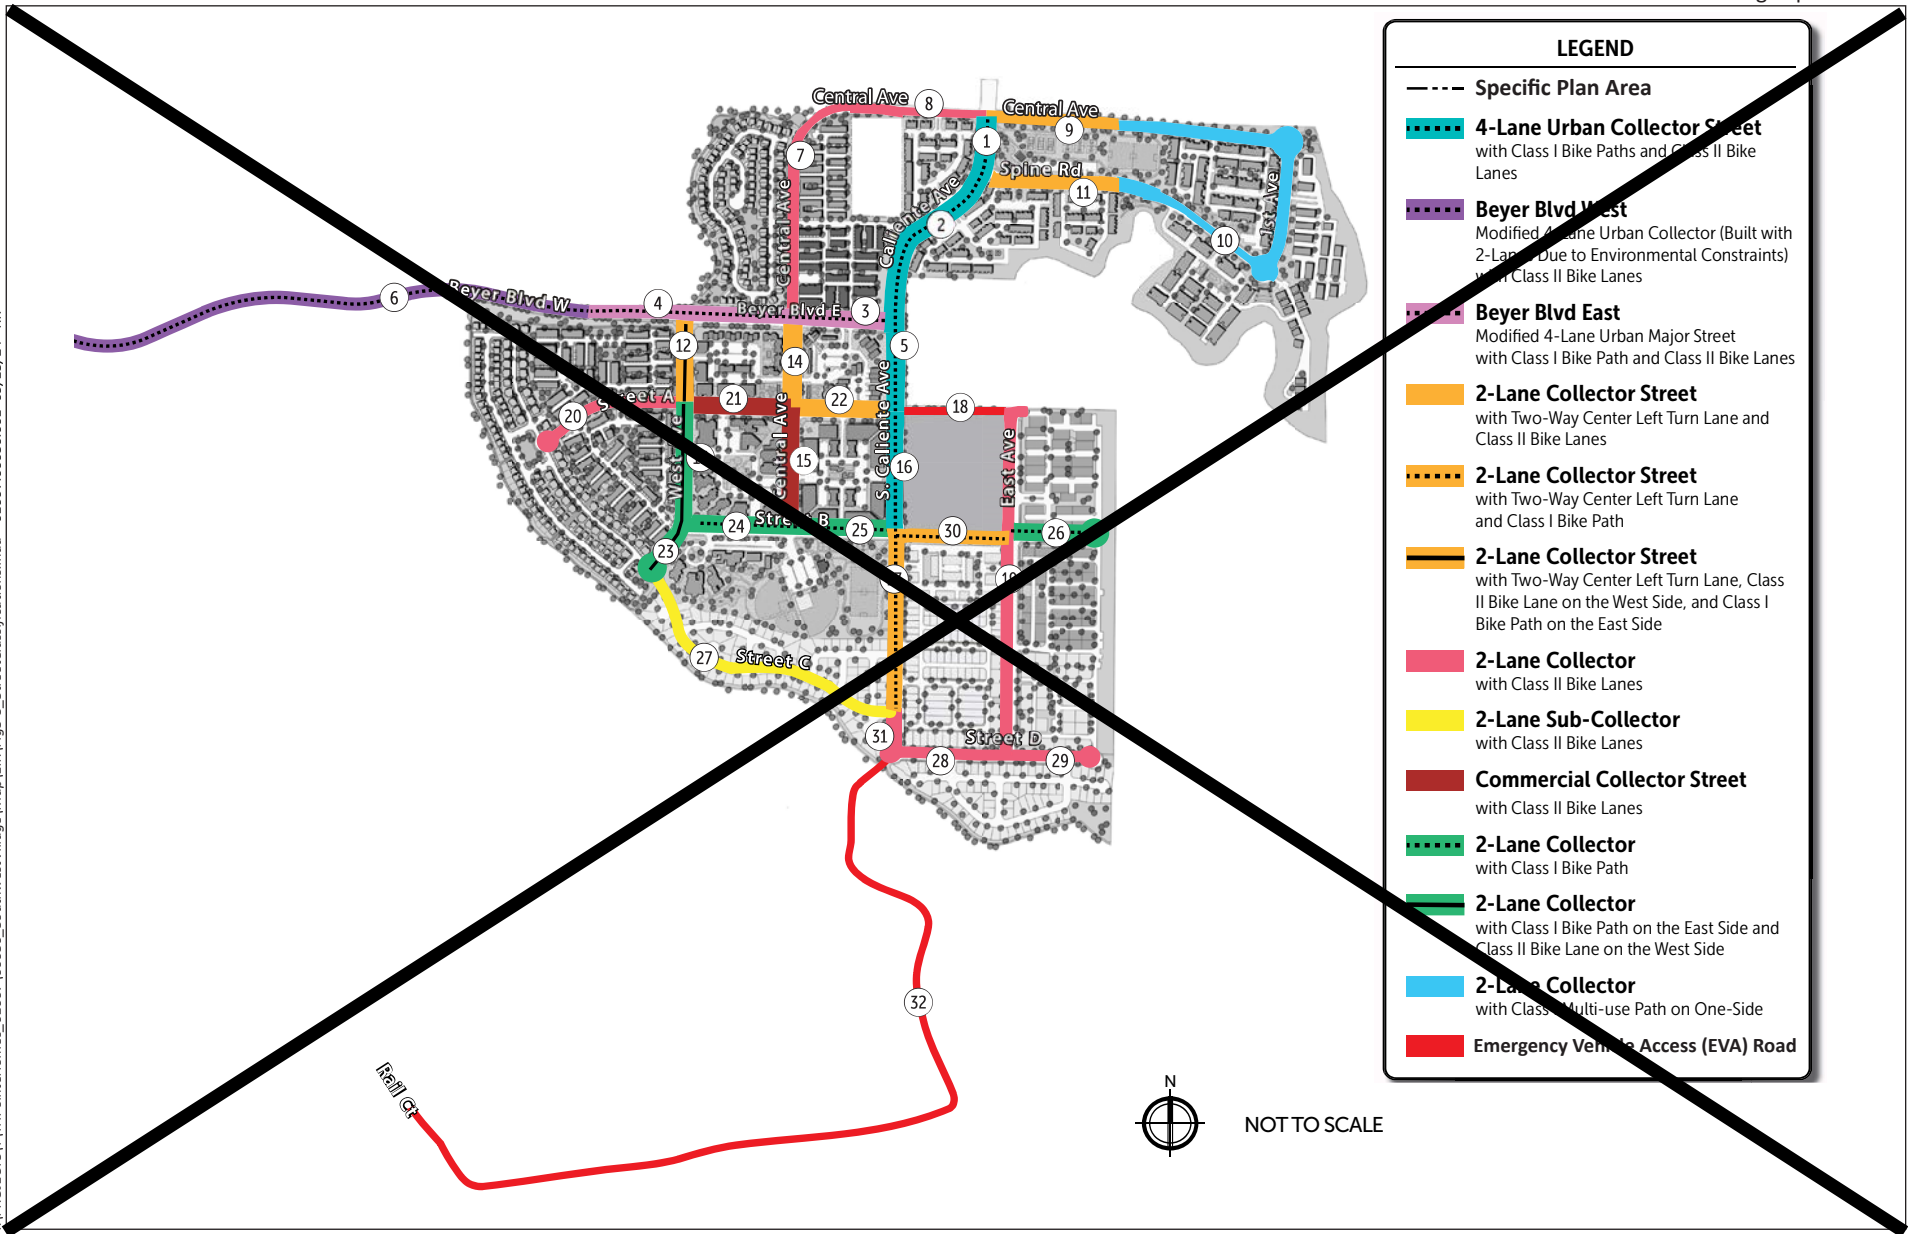 LEGEND
Specific Plan Area
4-Lane Urban Collector Street
with Class I Bike Paths and Class II Bike
Lanes
Beyer Blvd West
Modified 4-Lane Urban Collector (Built with
2-Lanes Due to Environmental Constraints)
with Class II Bike Lanes
Beyer Blvd East
Modified 4-Lane Urban Major Street
with Class I Bike Path and Class II Bike Lanes
2-Lane Collector Street
with Two-Way Center Left Turn Lane and
Class II Bike Lanes
2-Lane Collector Street
with Two-Way Center Left Turn Lane
and Class I Bike Path
2-Lane Collector Street
with Two-Way Center Left Turn Lane, Class
II Bike Lane on the West Side, and Class I
Bike Path on the East Side
2-Lane Collector
with Class II Bike Lanes
2-Lane Sub-Collector
with Class II Bike Lanes
Commercial Collector Street
with Class II Bike Lanes
2-Lane Collector
with Class I Bike Path
2-Lane Collector
with Class I Bike Path on the East Side and
Class II Bike Lane on the West Side
2-Lane Collector
with Class Multi-use Path on One-Side
Emergency Vehicle Access (EVA) Road
Central Ave
8
Central Ave
9
1
7
Spine Rd
11
Central Ave
Caliente Ave
2
1st Ave
10
6
Beyer Blvd W
4
Beyer Blvd E
3
12
14
5
Street A
20
21
22
18
West Ave
Central Ave
15
S. Caliente Ave
16
East Ave
24
Street B
25
30
26
23
27
Street C
31
Street D
28
29
32
Rail Ct
N
NOT TO SCALE